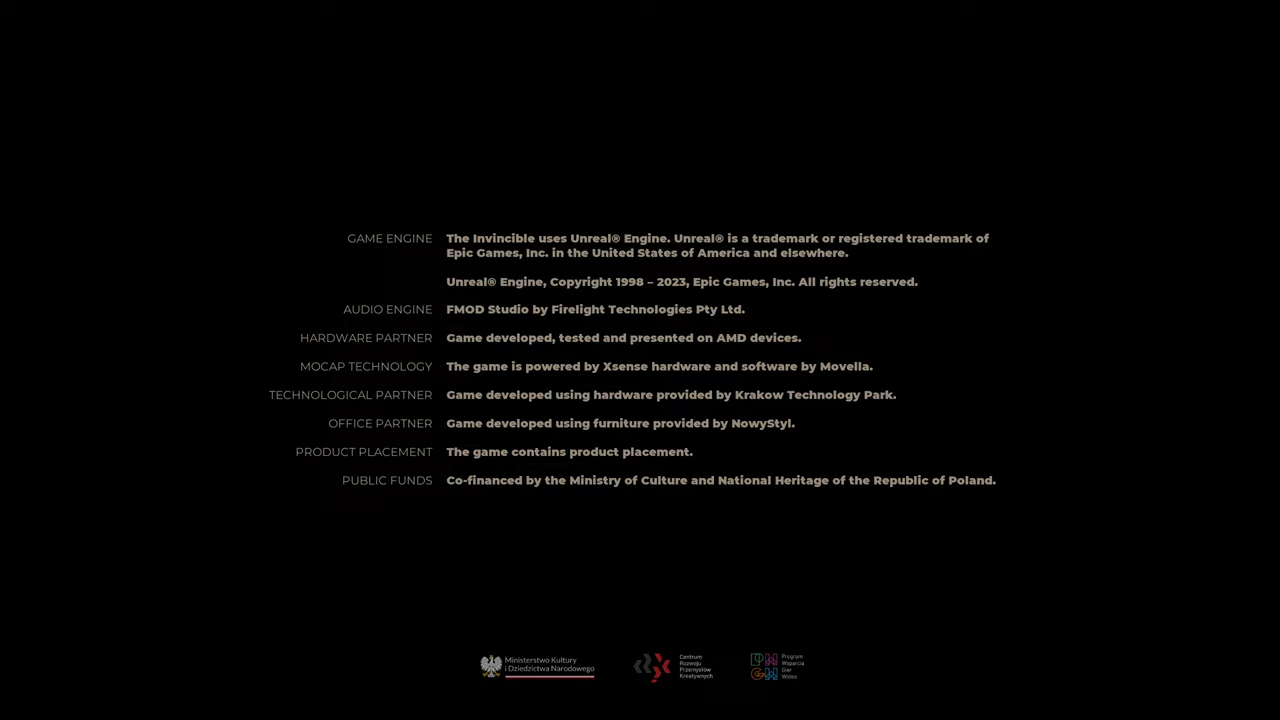 GAME ENGINE The Invincible uses Unreal® Engine. Unreal® is a trademark or registered trademark of
Epic Games, Inc. in the United States of America and elsewhere.
Unreal® Engine, Copyright 1998 – 2023, Epic Games, Inc. All rights reserved.
AUDIO ENGINE FMOD Studio by Firelight Technologies Pty Ltd.
HARDWARE PARTNER Game developed, tested and presented on AMD devices.
MOCAP TECHNOLOGY The game is powered by Xsense hardware and software by Movella.
TECHNOLOGICAL PARTNER Game developed using hardware provided by Krakow Technology Park.
OFFICE PARTNER Game developed using furniture provided by NowyStyl.
PRODUCT PLACEMENT The game contains product placement.
PUBLIC FUNDS Co-financed by the Ministry of Culture and National Heritage of the Republic of Poland.
Ministerstwo Kultury
i Dziedzictwa Narodowego
Centrum
Rozwoju
Przemysłów
Kreatywnych
Program
Wsparcia
Gier
Wideo